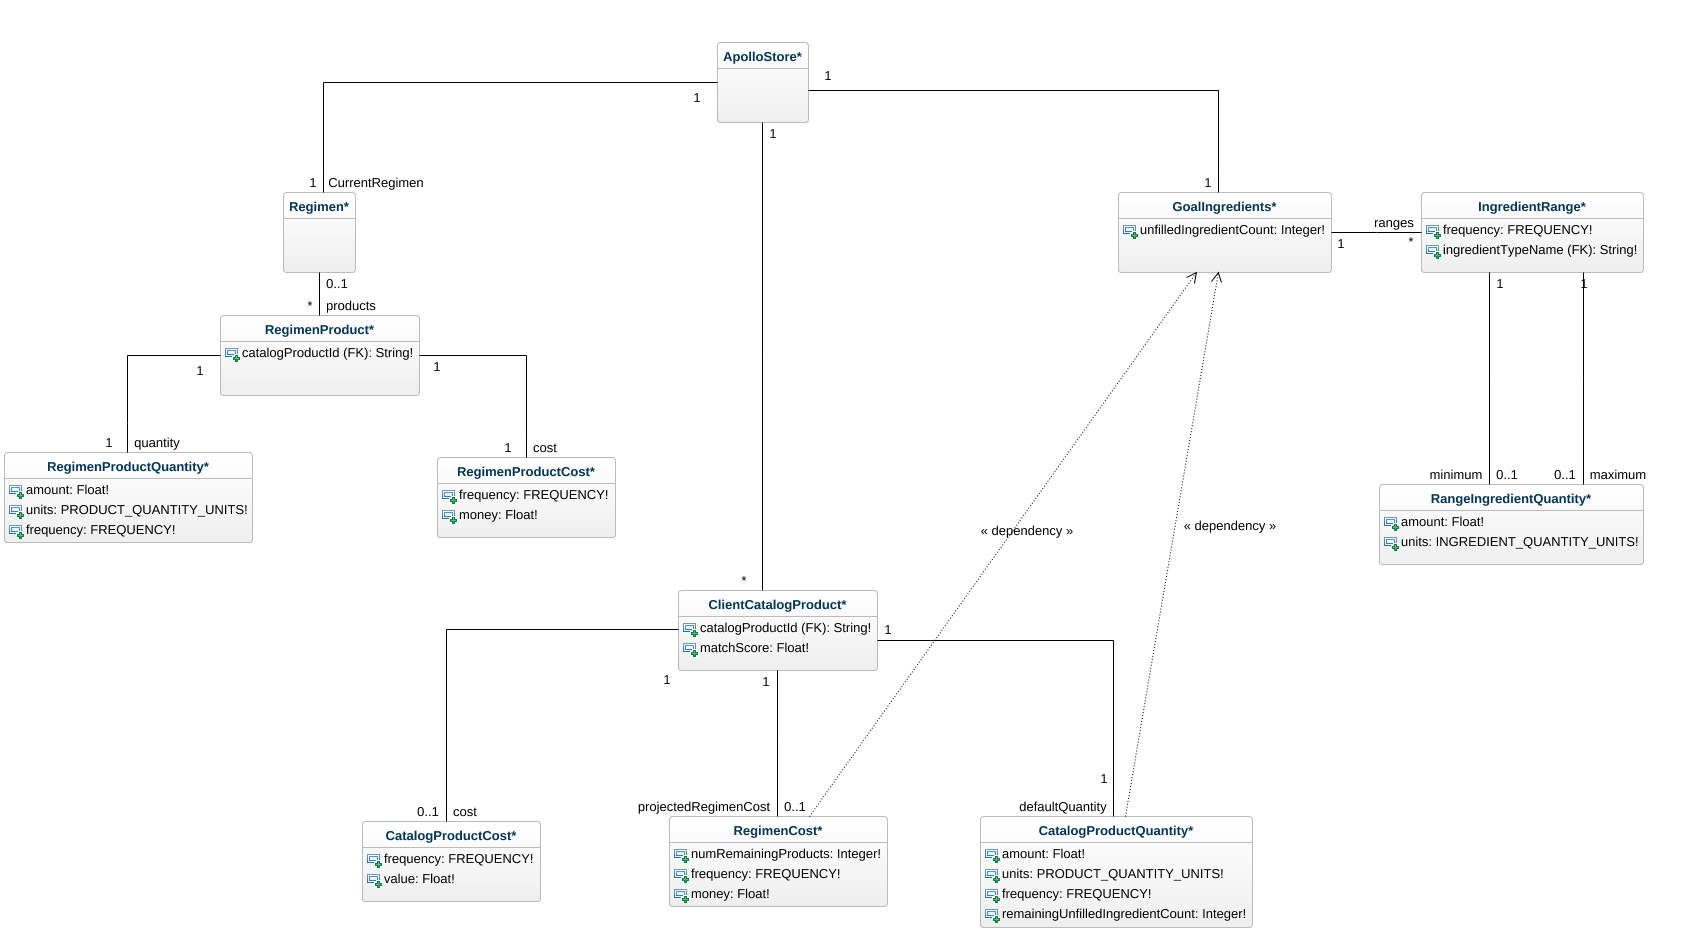 ApolloStore*
1
1
1
1
CurrentRegimen
1
Regimen*
GoalIngredients*
unfilledIngredientCount: Integer!
ranges
1
*
IngredientRange*
frequency: FREQUENCY!
ingredientTypeName (FK): String!
0..1
*
products
1
1
RegimenProduct*
catalogProductId (FK): String!
1
1
1
quantity
1
cost
RegimenProductQuantity*
amount: Float!
units: PRODUCT_QUANTITY_UNITS!
frequency: FREQUENCY!
RegimenProductCost*
frequency: FREQUENCY!
money: Float!
minimum
0..1
0..1
maximum
RangeIngredientQuantity*
amount: Float!
units: INGREDIENT_QUANTITY_UNITS!
« dependency »
« dependency »
*
ClientCatalogProduct*
catalogProductId (FK): String!
matchScore: Float!
1
1
1
0..1
cost
projectedRegimenCost
0..1
1
defaultQuantity
CatalogProductCost*
frequency: FREQUENCY!
value: Float!
RegimenCost*
numRemainingProducts: Integer!
frequency: FREQUENCY!
money: Float!
CatalogProductQuantity*
amount: Float!
units: PRODUCT_QUANTITY_UNITS!
frequency: FREQUENCY!
remainingUnfilledIngredientCount: Integer!